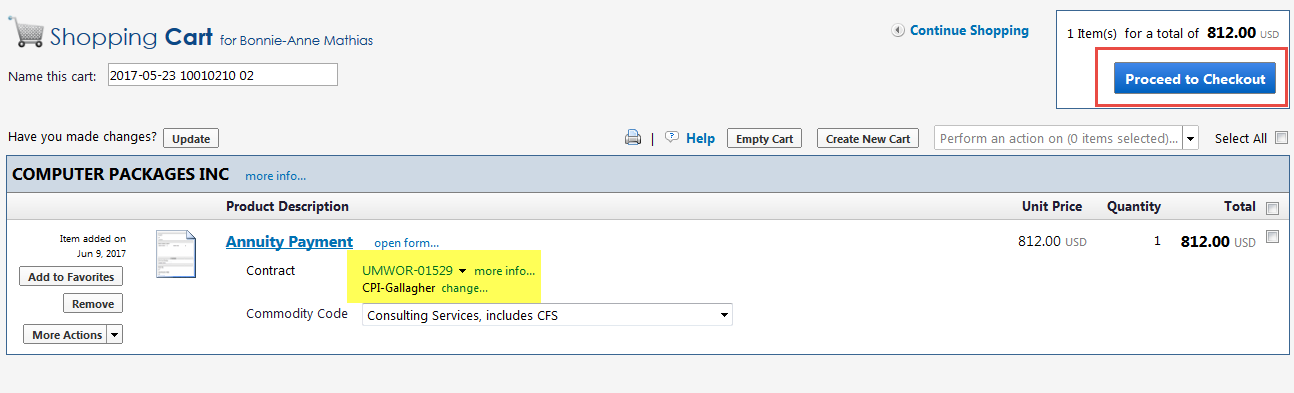 Shopping Cart for Bonnie-Anne Mathias
Continue Shopping
1 Item(s) for a total of 812.00 USD
Proceed to Checkout
Name this cart: 2017-05-23 10010210 02
Have you made changes? Update
| ? Help Empty Cart Create New Cart Perform an action on (0 items selected)... Select All
COMPUTER PACKAGES INC more info...
Product Description Unit Price Quantity Total
Item added on
Jun 9, 2017
Annuity Payment open form... 812.00 USD 1 812.00 USD
Add to Favorites
Contract UMWOR-01529 more info...
CPI-Gallagher change...
Remove
Commodity Code Consulting Services, includes CFS
More Actions